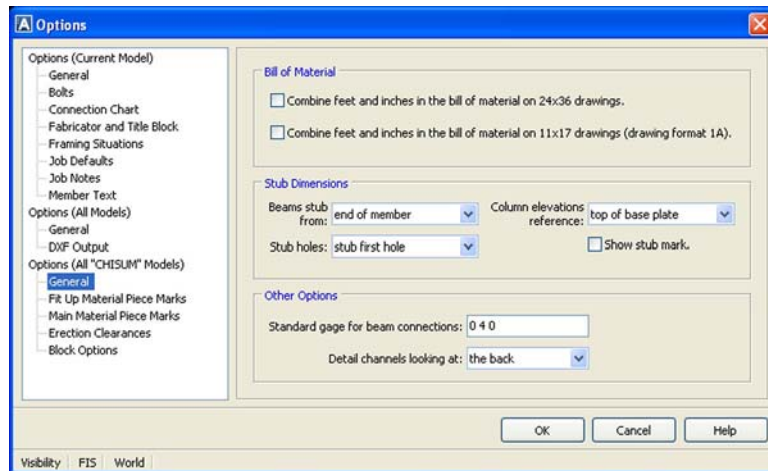 Options
Options (Current Model)
General
Bolts
Connection Chart
Fabricator and Title Block
Framing Situations
Job Defaults
Job Notes
Member Text
Options (All Models)
General
DXF Output
Options (All "CHISUM" Models)
General
Fit Up Material Piece Marks
Main Material Piece Marks
Erection Clearances
Block Options
Bill of Material
Combine feet and inches in the bill of material on 24x36 drawings.
Combine feet and inches in the bill of material on 11x17 drawings (drawing format 1A).
Stub Dimensions
Beams stub
from: end of member
Column elevations
reference: top of base plate
Stub holes: stub first hole
Show stub mark.
Other Options
Standard gage for beam connections: 0 4 0
Detail channels looking at: the back
OK Cancel Help
Visibility FIS World